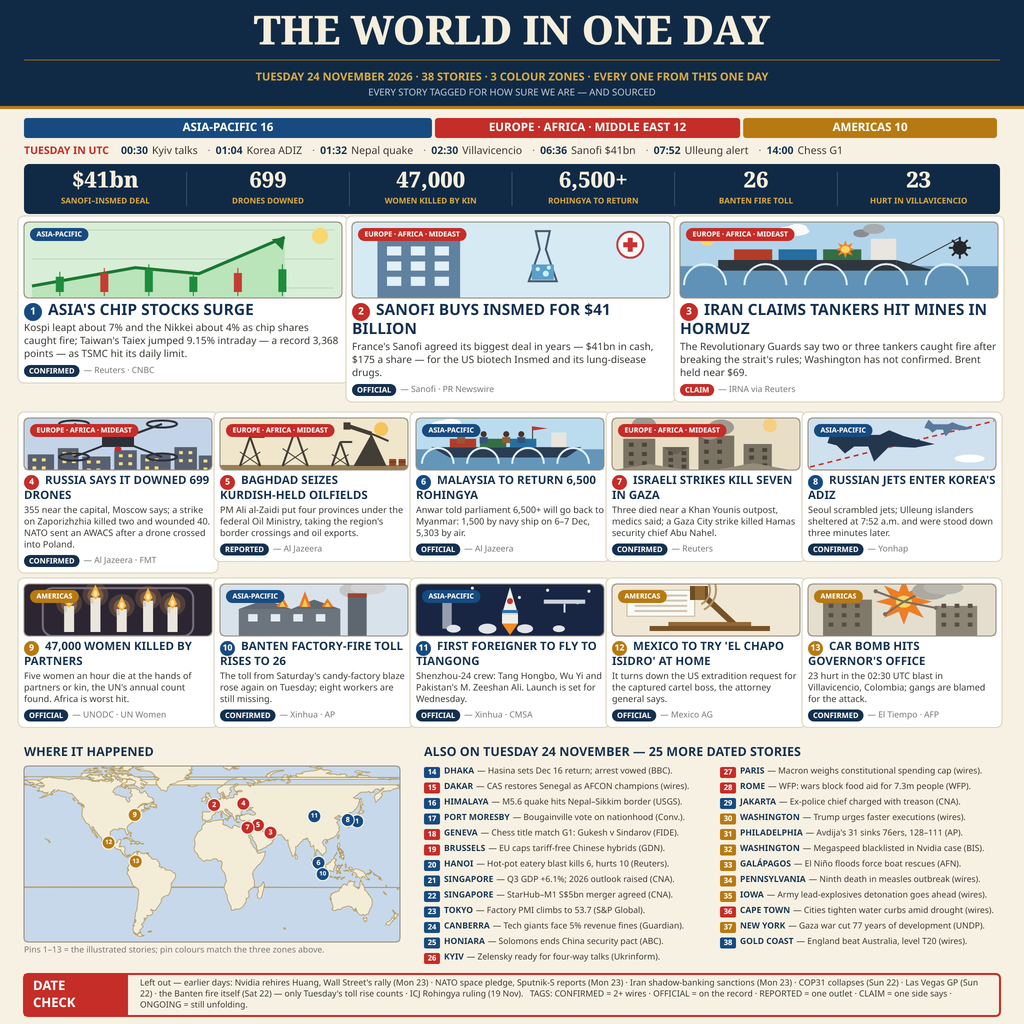 THE WORLD IN ONE DAY
TUESDAY 24 NOVEMBER 2026 · 38 STORIES · 3 COLOUR ZONES · EVERY ONE FROM THIS ONE DAY
EVERY STORY TAGGED FOR HOW SURE WE ARE — AND SOURCED
ASIA-PACIFIC 16
EUROPE · AFRICA · MIDDLE EAST 12
AMERICAS 10
TUESDAY IN UTC 00:30 Kyiv talks · 01:04 Korea ADIZ · 01:32 Nepal quake · 02:30 Villavicencio · 06:36 Sanofi $41bn · 07:52 Ulleung alert · 14:00 Chess G1
$41bn
SANOFI–INSMED DEAL
699
DRONES DOWNED
47,000
WOMEN KILLED BY KIN
6,500+
ROHINGYA TO RETURN
26
BANTEN FIRE TOLL
23
HURT IN VILLAVICENCIO
ASIA-PACIFIC
1 ASIA'S CHIP STOCKS SURGE
Kospi leapt about 7% and the Nikkei about 4% as chip shares
caught fire; Taiwan's Taiex jumped 9.15% intraday — a record 3,368
points — as TSMC hit its daily limit.
CONFIRMED — Reuters · CNBC
EUROPE · AFRICA · MIDEAST
2 SANOFI BUYS INSMED FOR $41
BILLION
France's Sanofi agreed its biggest deal in years — $41bn in cash,
$175 a share — for the US biotech Insmed and its lung-disease
drugs.
OFFICIAL — Sanofi · PR Newswire
EUROPE · AFRICA · MIDEAST
3 IRAN CLAIMS TANKERS HIT MINES IN
HORMUZ
The Revolutionary Guards say two or three tankers caught fire after
breaking the strait's rules; Washington has not confirmed. Brent
held near $69.
CLAIM — IRNA via Reuters
EUROPE · AFRICA · MIDEAST
4 RUSSIA SAYS IT DOWNED 699
DRONES
355 near the capital, Moscow says; a strike
on Zaporizhzhia killed two and wounded 40.
NATO sent an AWACS after a drone crossed
into Poland.
CONFIRMED — Al Jazeera · FMT
EUROPE · AFRICA · MIDEAST
5 BAGHDAD SEIZES
KURDISH-HELD OILFIELDS
PM Ali al-Zaidi put four provinces under the
federal Oil Ministry, taking the region's
border crossings and oil exports.
REPORTED — Al Jazeera
ASIA-PACIFIC
6 MALAYSIA TO RETURN 6,500
ROHINGYA
Anwar told parliament 6,500+ will go back to
Myanmar: 1,500 by navy ship on 6–7 Dec,
5,303 by air.
OFFICIAL — Al Jazeera
EUROPE · AFRICA · MIDEAST
7 ISRAELI STRIKES KILL SEVEN
IN GAZA
Three died near a Khan Younis outpost,
medics said; a Gaza City strike killed Hamas
security chief Abu Nahel.
CONFIRMED — Reuters
ASIA-PACIFIC
8 RUSSIAN JETS ENTER KOREA'S
ADIZ
Seoul scrambled jets; Ulleung islanders
sheltered at 7:52 a.m. and were stood down
three minutes later.
CONFIRMED — Yonhap
AMERICAS
9 47,000 WOMEN KILLED BY
PARTNERS
Five women an hour die at the hands of
partners or kin, the UN's annual count
found. Africa is worst hit.
OFFICIAL — UNODC · UN Women
ASIA-PACIFIC
10 BANTEN FACTORY-FIRE TOLL
RISES TO 26
The toll from Saturday's candy-factory blaze
rose again on Tuesday; eight workers are
still missing.
CONFIRMED — Xinhua · AP
ASIA-PACIFIC
11 FIRST FOREIGNER TO FLY TO
TIANGONG
Shenzhou-24 crew: Tang Hongbo, Wu Yi and
Pakistan's M. Zeeshan Ali. Launch is set for
Wednesday.
OFFICIAL — Xinhua · CMSA
AMERICAS
12 MEXICO TO TRY 'EL CHAPO
ISIDRO' AT HOME
It turns down the US extradition request for
the captured cartel boss, the attorney
general says.
OFFICIAL — Mexico AG
AMERICAS
13 CAR BOMB HITS
GOVERNOR'S OFFICE
23 hurt in the 02:30 UTC blast in
Villavicencio, Colombia; gangs are blamed
for the attack.
CONFIRMED — El Tiempo · AFP
WHERE IT HAPPENED
2
4
9
11
8
1
7
5
3
12
13
6
10
Pins 1–13 = the illustrated stories; pin colours match the three zones above.
ALSO ON TUESDAY 24 NOVEMBER — 25 MORE DATED STORIES
14 DHAKA — Hasina sets Dec 16 return; arrest vowed (BBC).
15 DAKAR — CAS restores Senegal as AFCON champions (wires).
16 HIMALAYA — M5.6 quake hits Nepal–Sikkim border (USGS).
17 PORT MORESBY — Bougainville vote on nationhood (Conv.).
18 GENEVA — Chess title match G1: Gukesh v Sindarov (FIDE).
19 BRUSSELS — EU caps tariff-free Chinese hybrids (GDN).
20 HANOI — Hot-pot eatery blast kills 6, hurts 10 (Reuters).
21 SINGAPORE — Q3 GDP +6.1%; 2026 outlook raised (CNA).
22 SINGAPORE — StarHub–M1 S$5bn merger agreed (CNA).
23 TOKYO — Factory PMI climbs to 53.7 (S&P Global).
24 CANBERRA — Tech giants face 5% revenue fines (Guardian).
25 HONIARA — Solomons ends China security pact (ABC).
26 KYIV — Zelensky ready for four-way talks (Ukrinform).
27 PARIS — Macron weighs constitutional spending cap (wires).
28 ROME — WFP: wars block food aid for 7.3m people (WFP).
29 JAKARTA — Ex-police chief charged with treason (CNA).
30 WASHINGTON — Trump urges faster executions (wires).
31 PHILADELPHIA — Avdija's 31 sinks 76ers, 128–111 (AP).
32 WASHINGTON — Megaspeed blacklisted in Nvidia case (BIS).
33 GALÁPAGOS — El Niño floods force boat rescues (AFN).
34 PENNSYLVANIA — Ninth death in measles outbreak (wires).
35 IOWA — Army lead-explosives detonation goes ahead (wires).
36 CAPE TOWN — Cities tighten water curbs amid drought (wires).
37 NEW YORK — Gaza war cut 77 years of development (UNDP).
38 GOLD COAST — England beat Australia, level T20 (wires).
DATE
CHECK
Left out — earlier days: Nvidia rehires Huang, Wall Street's rally (Mon 23) · NATO space pledge, Sputnik-S reports (Mon 23) · Iran shadow-banking sanctions (Mon 23) · COP31 collapses (Sun 22) · Las Vegas GP (Sun
22) · the Banten fire itself (Sat 22) — only Tuesday's toll rise counts · ICJ Rohingya ruling (19 Nov). TAGS: CONFIRMED = 2+ wires · OFFICIAL = on the record · REPORTED = one outlet · CLAIM = one side says ·
ONGOING = still unfolding.